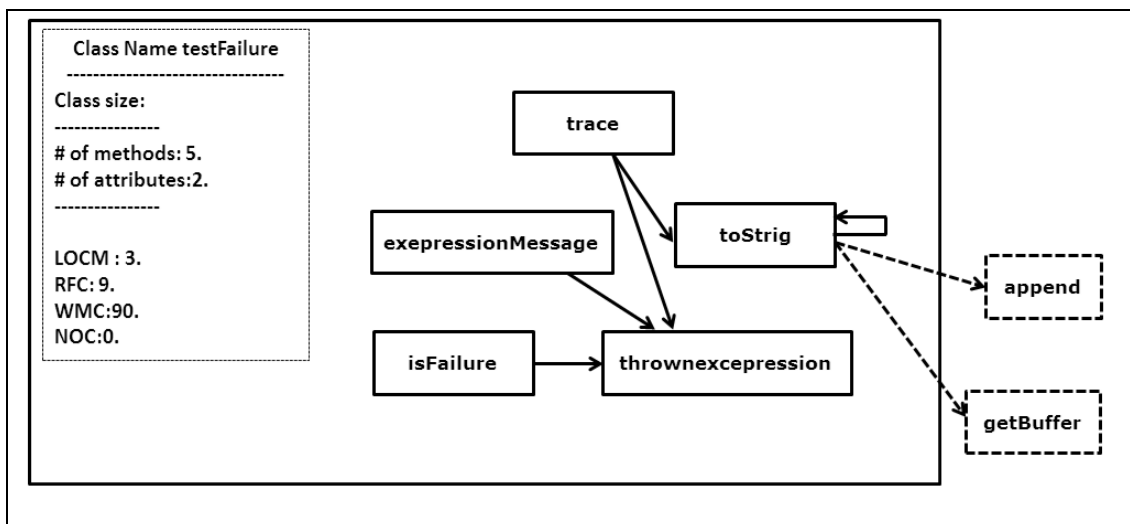 Class Name testFailure
---------------------------------
Class size:
----------------
# of methods: 5.
# of attributes:2.
----------------
LOCM : 3.
RFC: 9.
WMC:90.
NOC:0.
trace
exepressionMessage
toStrig
append
isFailure
thrownexcepression
getBuffer